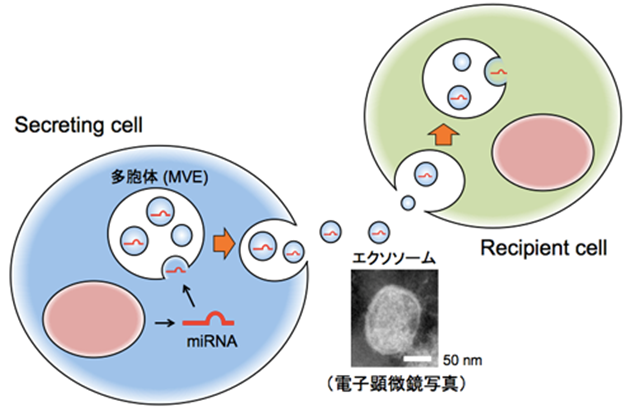 Secreting cell
多胞体 (MVE)
miRNA
Recipient cell
エクソソーム
50 nm
（電子顕微鏡写真）